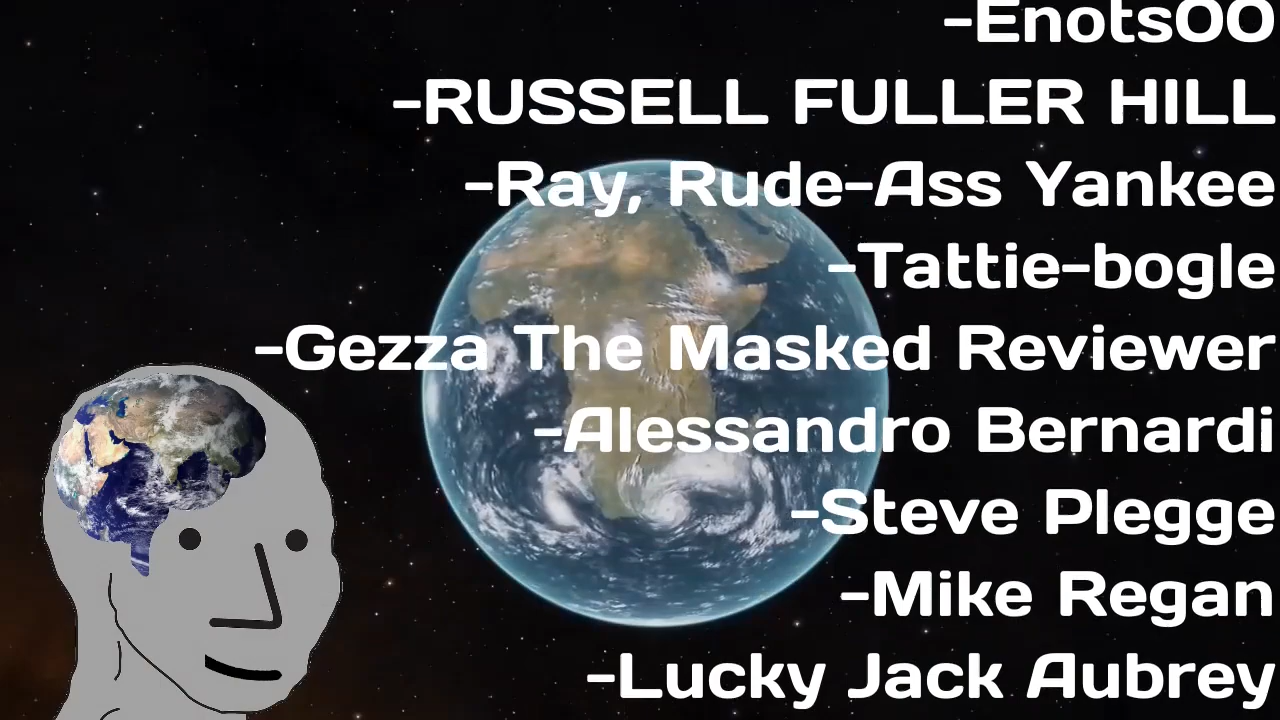 -Enots00
-RUSSELL FULLER HILL
-Ray, Rude-Ass Yankee
-Tattie-bogle
-Gezza The Masked Reviewer
-Alessandro Bernardi
-Steve Plegge
-Mike Regan
-Lucky Jack Aubrey